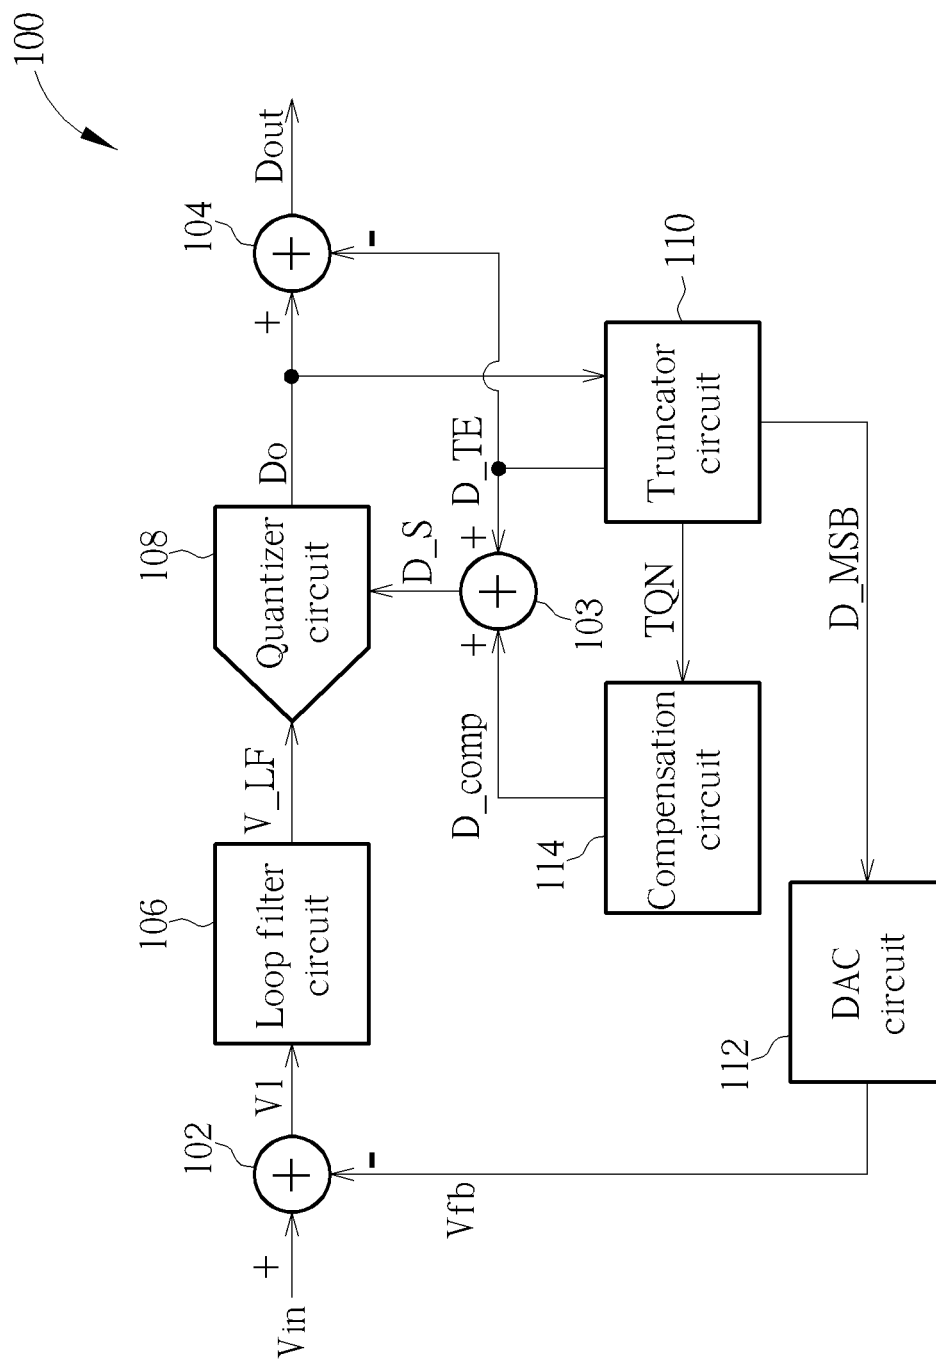 100
Vin
+
102
V1
Loop filter
circuit
106
V_LF
Quantizer
circuit
108
Do
+
104
Dout
-
D_S
D_TE
+
+
103
D_comp
Compensation
circuit
114
TQN
Truncator
circuit
110
D_MSB
DAC
circuit
112
Vfb
-